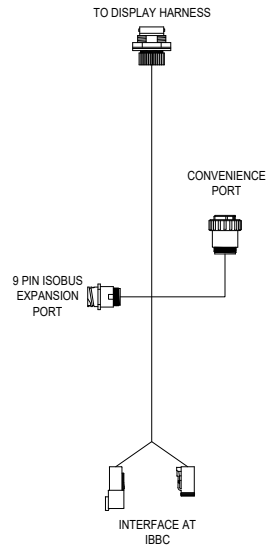 TO DISPLAY HARNESS
CONVENIENCE
PORT
9 PIN ISOBUS
EXPANSION
PORT
INTERFACE AT
IBBC